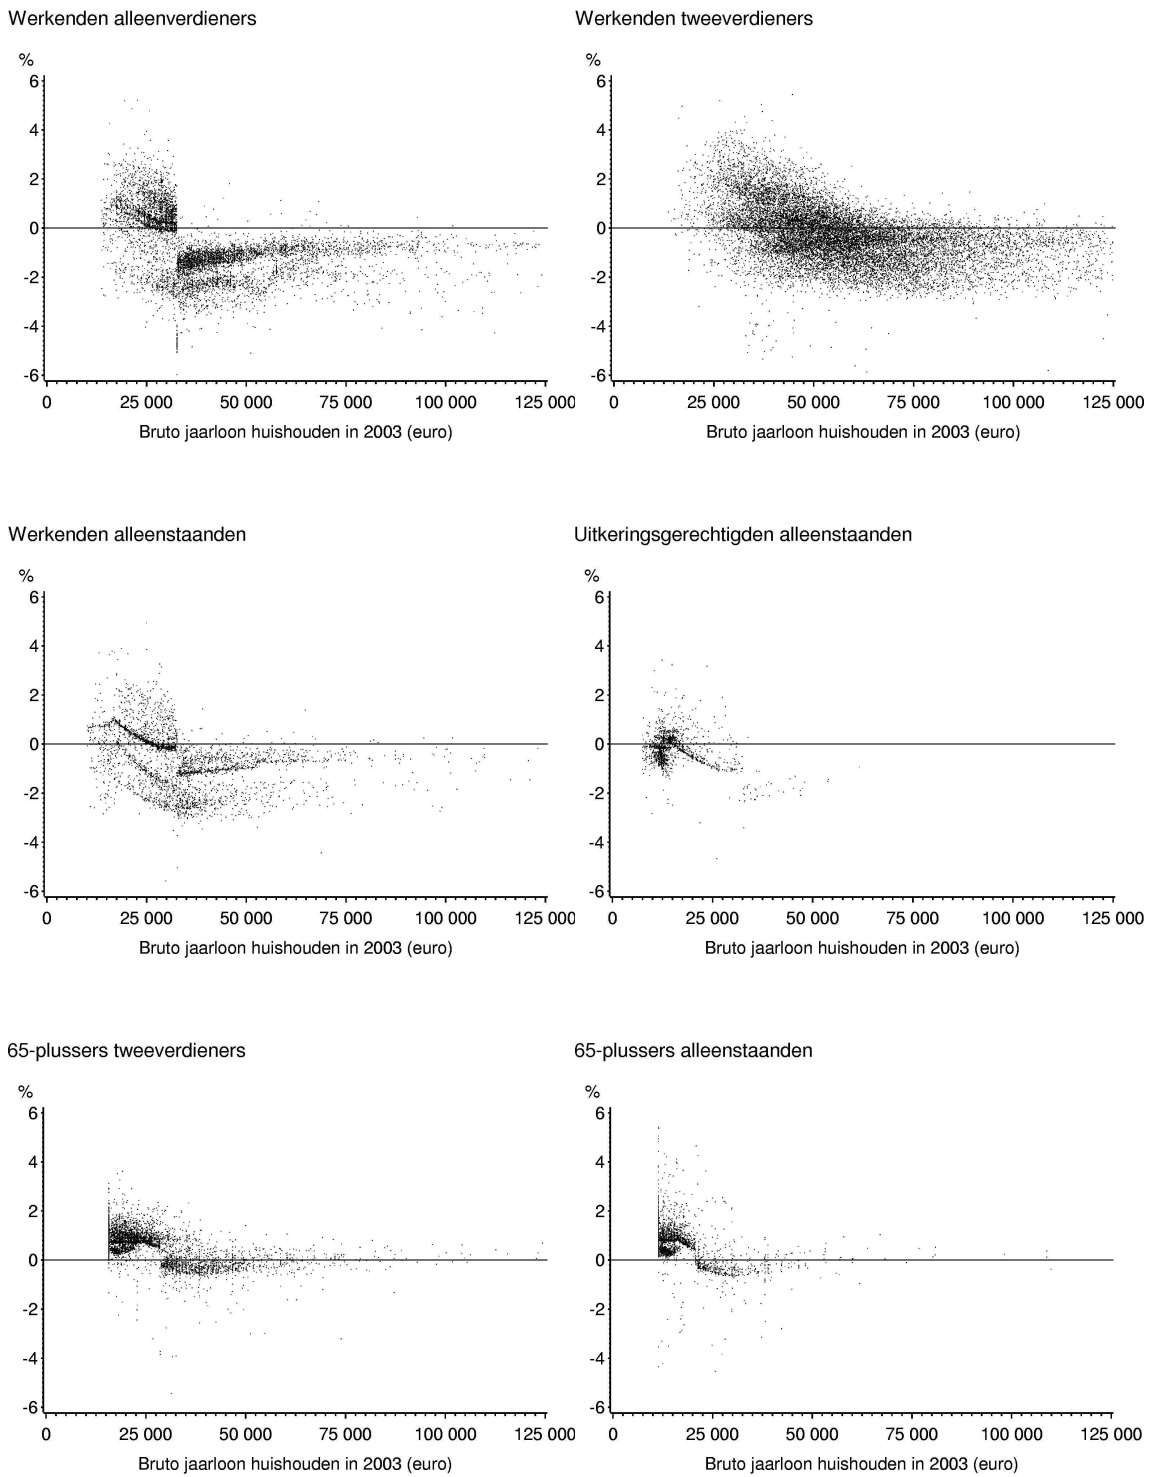 Werkenden alleenverdieners
%
6
4
2
0
-2
-4
-6
0 25 000 50 000 75 000 100 000 125 000
Bruto jaarloon huishouden in 2003 (euro)
Werkenden tweeverdieners
%
6
4
2
0
-2
-4
-6
0 25 000 50 000 75 000 100 000 125 000
Bruto jaarloon huishouden in 2003 (euro)
Werkenden alleenstaanden
%
6
4
2
0
-2
-4
-6
0 25 000 50 000 75 000 100 000 125 000
Bruto jaarloon huishouden in 2003 (euro)
Uitkeringsgerechtigden alleenstaanden
%
6
4
2
0
-2
-4
-6
0 25 000 50 000 75 000 100 000 125 000
Bruto jaarloon huishouden in 2003 (euro)
65-plussers tweeverdieners
%
6
4
2
0
-2
-4
-6
0 25 000 50 000 75 000 100 000 125 000
Bruto jaarloon huishouden in 2003 (euro)
65-plussers alleenstaanden
%
6
4
2
0
-2
-4
-6
0 25 000 50 000 75 000 100 000 125 000
Bruto jaarloon huishouden in 2003 (euro)